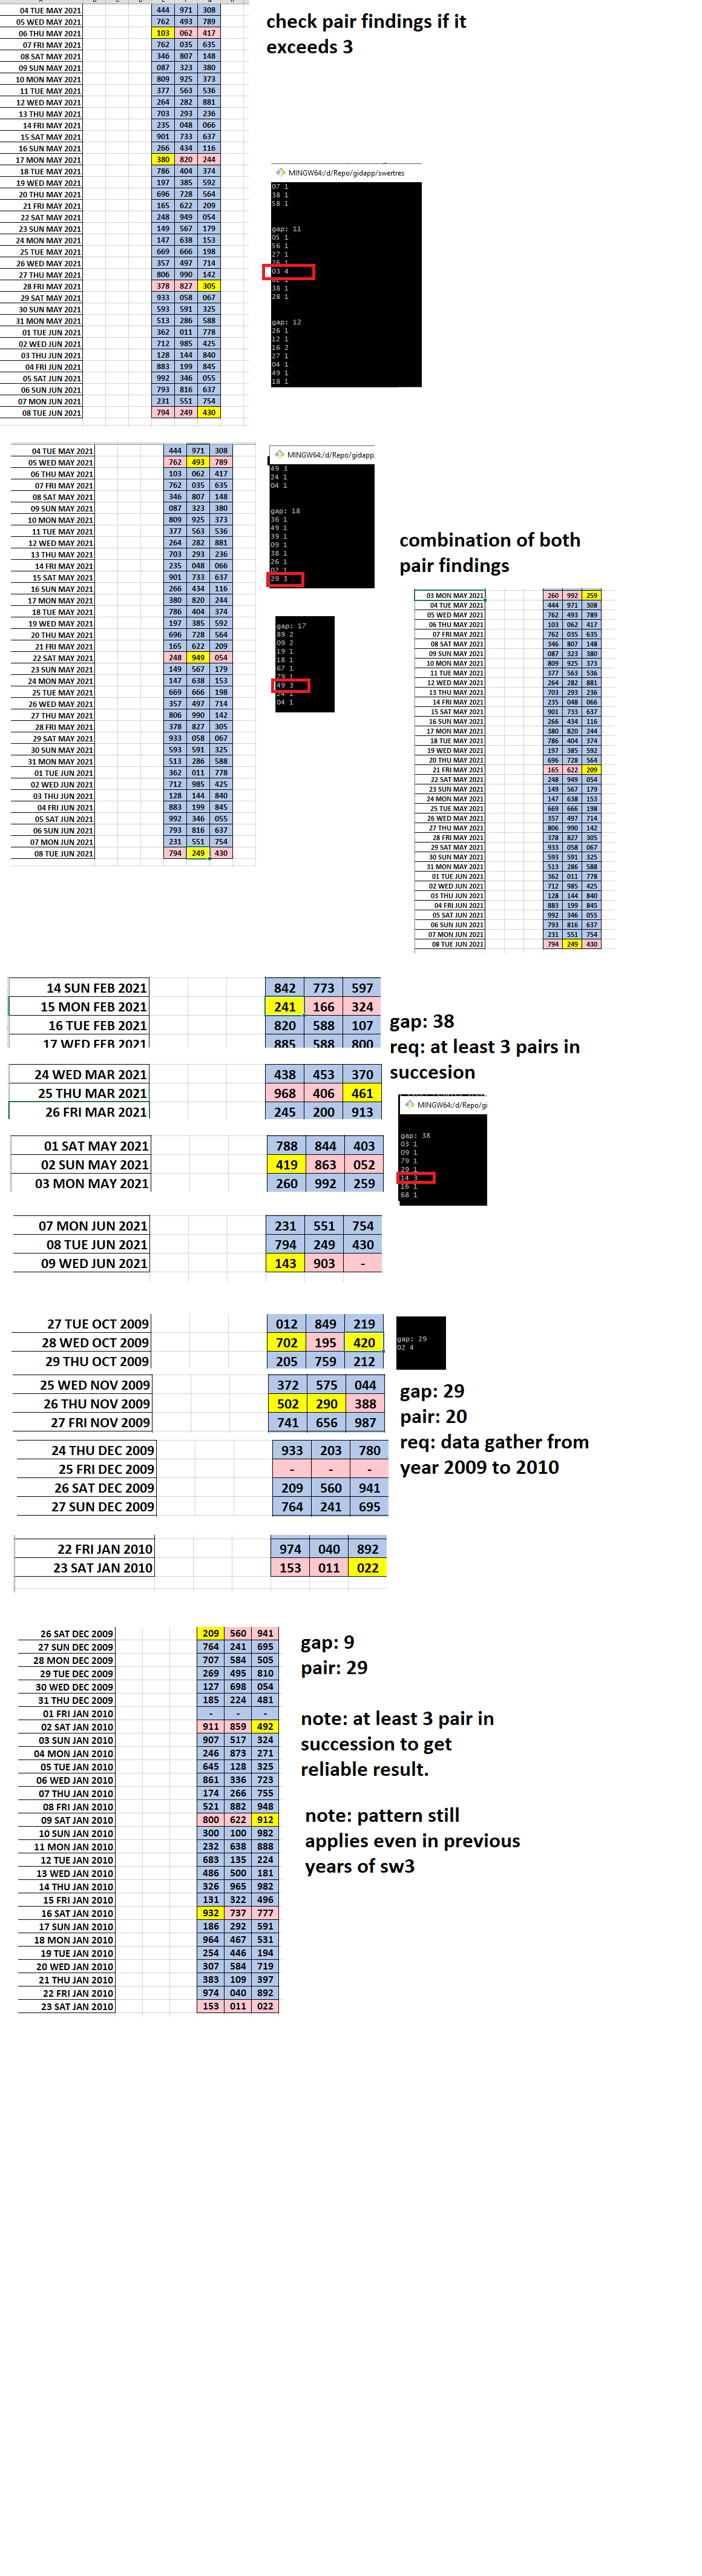 check pair findings if it
exceeds 3
04 TUE MAY 2021 444 971 308
05 WED MAY 2021 762 493 789
06 THU MAY 2021 103 062 417
07 FRI MAY 2021 762 035 635
08 SAT MAY 2021 346 807 148
09 SUN MAY 2021 087 323 380
10 MON MAY 2021 809 925 373
11 TUE MAY 2021 377 563 536
12 WED MAY 2021 264 282 881
13 THU MAY 2021 703 293 236
14 FRI MAY 2021 235 048 066
15 SAT MAY 2021 901 733 637
16 SUN MAY 2021 266 434 116
17 MON MAY 2021 380 820 244
18 TUE MAY 2021 786 404 374
19 WED MAY 2021 197 385 592
20 THU MAY 2021 696 728 564
21 FRI MAY 2021 165 622 209
22 SAT MAY 2021 248 949 054
23 SUN MAY 2021 149 567 179
24 MON MAY 2021 147 638 153
25 TUE MAY 2021 669 666 198
26 WED MAY 2021 357 497 714
27 THU MAY 2021 806 990 142
28 FRI MAY 2021 378 827 305
29 SAT MAY 2021 933 058 067
30 SUN MAY 2021 593 591 325
31 MON MAY 2021 513 286 588
01 TUE JUN 2021 362 011 778
02 WED JUN 2021 712 985 425
03 THU JUN 2021 128 144 840
04 FRI JUN 2021 883 199 845
05 SAT JUN 2021 992 346 055
06 SUN JUN 2021 793 816 637
07 MON JUN 2021 231 551 754
08 TUE JUN 2021 794 249 430
MINGW64:/d/Repo/gidapp/swertres
07 1
38 1
58 1
gap: 11
05 1
56 1
27 1
26 1
03 4
38 1
28 1
gap: 12
26 1
12 1
16 2
27 1
04 1
49 1
18 1
04 TUE MAY 2021 444 971 308
05 WED MAY 2021 762 493 789
06 THU MAY 2021 103 062 417
07 FRI MAY 2021 762 035 635
08 SAT MAY 2021 346 807 148
09 SUN MAY 2021 087 323 380
10 MON MAY 2021 809 925 373
11 TUE MAY 2021 377 563 536
12 WED MAY 2021 264 282 881
13 THU MAY 2021 703 293 236
14 FRI MAY 2021 235 048 066
15 SAT MAY 2021 901 733 637
16 SUN MAY 2021 266 434 116
17 MON MAY 2021 380 820 244
18 TUE MAY 2021 786 404 374
19 WED MAY 2021 197 385 592
20 THU MAY 2021 696 728 564
21 FRI MAY 2021 165 622 209
22 SAT MAY 2021 248 949 054
23 SUN MAY 2021 149 567 179
24 MON MAY 2021 147 638 153
25 TUE MAY 2021 669 666 198
26 WED MAY 2021 357 497 714
27 THU MAY 2021 806 990 142
28 FRI MAY 2021 378 827 305
29 SAT MAY 2021 933 058 067
30 SUN MAY 2021 593 591 325
31 MON MAY 2021 513 286 588
01 TUE JUN 2021 362 011 778
02 WED JUN 2021 712 985 425
03 THU JUN 2021 128 144 840
04 FRI JUN 2021 883 199 845
05 SAT JUN 2021 992 346 055
06 SUN JUN 2021 793 816 637
07 MON JUN 2021 231 551 754
08 TUE JUN 2021 794 249 430
MINGW64:/d/Repo/gidapp,
49 3
24 1
04 1
gap: 18
36 1
49 1
39 1
09 1
38 1
26 1
02 1
29 3
gap: 17
89 2
09 2
19 1
18 1
67 1
79 1
49 3
24 1
04 1
combination of both
pair findings
03 MON MAY 2021 260 992 259
04 TUE MAY 2021 444 971 308
05 WED MAY 2021 762 493 789
06 THU MAY 2021 103 062 417
07 FRI MAY 2021 762 035 635
08 SAT MAY 2021 346 807 148
09 SUN MAY 2021 087 323 380
10 MON MAY 2021 809 925 373
11 TUE MAY 2021 377 563 536
12 WED MAY 2021 264 282 881
13 THU MAY 2021 703 293 236
14 FRI MAY 2021 235 048 066
15 SAT MAY 2021 901 733 637
16 SUN MAY 2021 266 434 116
17 MON MAY 2021 380 820 244
18 TUE MAY 2021 786 404 374
19 WED MAY 2021 197 385 592
20 THU MAY 2021 696 728 564
21 FRI MAY 2021 165 622 209
22 SAT MAY 2021 248 949 054
23 SUN MAY 2021 149 567 179
24 MON MAY 2021 147 638 153
25 TUE MAY 2021 669 666 198
26 WED MAY 2021 357 497 714
27 THU MAY 2021 806 990 142
28 FRI MAY 2021 378 827 305
29 SAT MAY 2021 933 058 067
30 SUN MAY 2021 593 591 325
31 MON MAY 2021 513 286 588
01 TUE JUN 2021 362 011 778
02 WED JUN 2021 712 985 425
03 THU JUN 2021 128 144 840
04 FRI JUN 2021 883 199 845
05 SAT JUN 2021 992 346 055
06 SUN JUN 2021 793 816 637
07 MON JUN 2021 231 551 754
08 TUE JUN 2021 794 249 430
14 SUN FEB 2021 842 773 597
15 MON FEB 2021 241 166 324
16 TUE FEB 2021 820 588 107
17 WED FEB 2021 885 588 800
24 WED MAR 2021 438 453 370
25 THU MAR 2021 968 406 461
26 FRI MAR 2021 245 200 913
01 SAT MAY 2021 788 844 403
02 SUN MAY 2021 419 863 052
03 MON MAY 2021 260 992 259
07 MON JUN 2021 231 551 754
08 TUE JUN 2021 794 249 430
09 WED JUN 2021 143 903 -
gap: 38
req: at least 3 pairs in
succesion
MINGW64:/d/Repo/gi
gap: 38
03 1
09 1
79 1
29 1
14 3
16 1
68 1
27 TUE OCT 2009 012 849 219
28 WED OCT 2009 702 195 420
29 THU OCT 2009 205 759 212
25 WED NOV 2009 372 575 044
26 THU NOV 2009 502 290 388
27 FRI NOV 2009 741 656 987
24 THU DEC 2009 933 203 780
25 FRI DEC 2009 - - -
26 SAT DEC 2009 209 560 941
27 SUN DEC 2009 764 241 695
22 FRI JAN 2010 974 040 892
23 SAT JAN 2010 153 011 022
gap: 29
02 4
gap: 29
pair: 20
req: data gather from
year 2009 to 2010
26 SAT DEC 2009 209 560 941
27 SUN DEC 2009 764 241 695
28 MON DEC 2009 707 584 505
29 TUE DEC 2009 269 495 810
30 WED DEC 2009 127 698 054
31 THU DEC 2009 185 224 481
01 FRI JAN 2010 - - -
02 SAT JAN 2010 911 859 492
03 SUN JAN 2010 907 517 324
04 MON JAN 2010 246 873 271
05 TUE JAN 2010 645 128 325
06 WED JAN 2010 861 336 723
07 THU JAN 2010 174 266 755
08 FRI JAN 2010 521 882 948
09 SAT JAN 2010 800 622 912
10 SUN JAN 2010 300 100 982
11 MON JAN 2010 232 638 888
12 TUE JAN 2010 683 135 224
13 WED JAN 2010 486 500 181
14 THU JAN 2010 326 965 982
15 FRI JAN 2010 131 322 496
16 SAT JAN 2010 932 737 777
17 SUN JAN 2010 186 292 591
18 MON JAN 2010 964 467 531
19 TUE JAN 2010 254 446 194
20 WED JAN 2010 307 584 719
21 THU JAN 2010 383 109 397
22 FRI JAN 2010 974 040 892
23 SAT JAN 2010 153 011 022
gap: 9
pair: 29
note: at least 3 pair in
succession to get
reliable result.
note: pattern still
applies even in previous
years of sw3